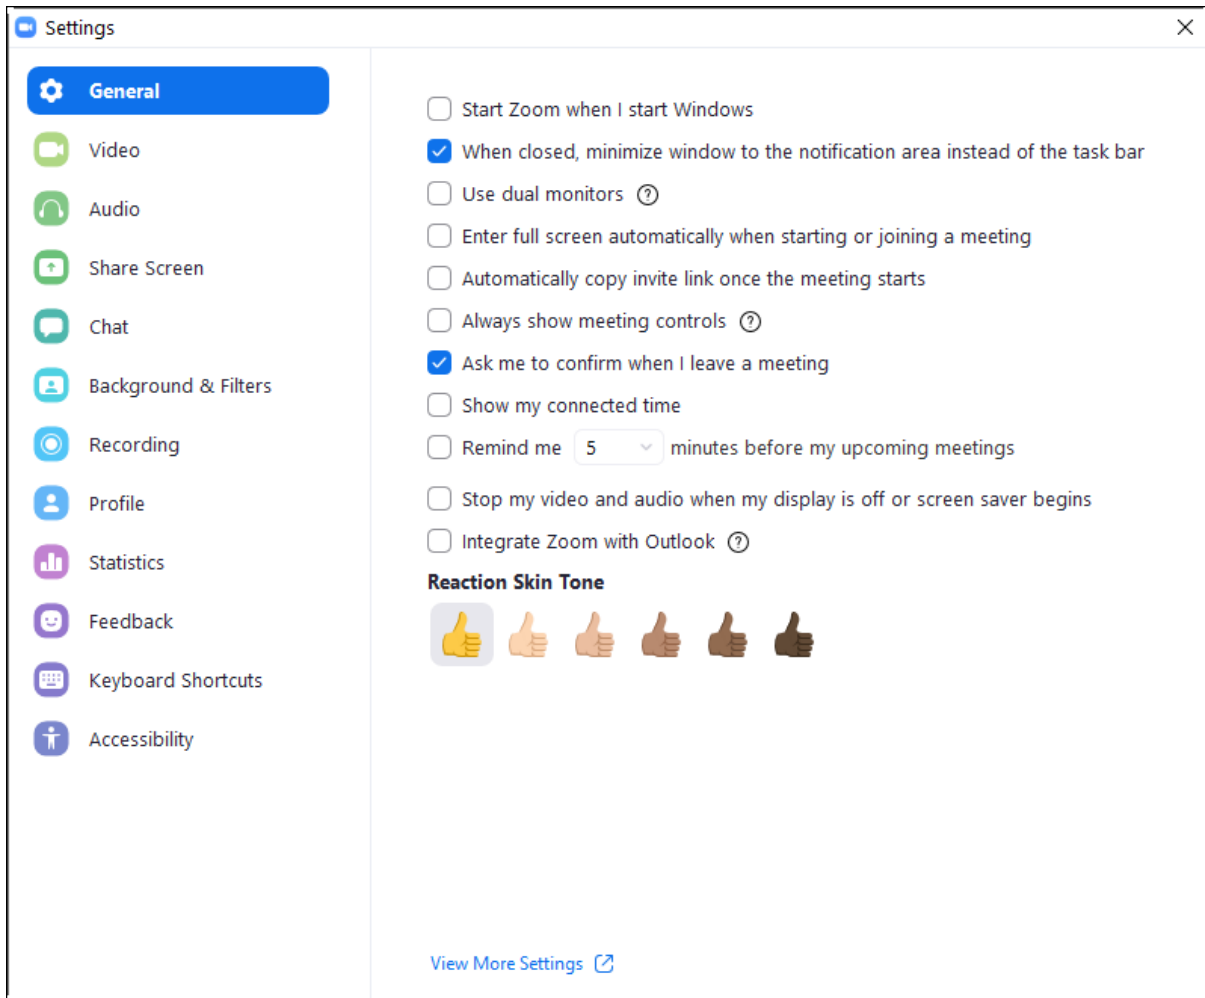 Settings
General
Video
Audio
Share Screen
Chat
Background & Filters
Recording
Profile
Statistics
Feedback
Keyboard Shortcuts
Accessibility
Start Zoom when I start Windows
When closed, minimize window to the notification area instead of the task bar
Use dual monitors ?
Enter full screen automatically when starting or joining a meeting
Automatically copy invite link once the meeting starts
Always show meeting controls ?
Ask me to confirm when I leave a meeting
Show my connected time
Remind me 5 minutes before my upcoming meetings
Stop my video and audio when my display is off or screen saver begins
Integrate Zoom with Outlook ?
Reaction Skin Tone
View More Settings